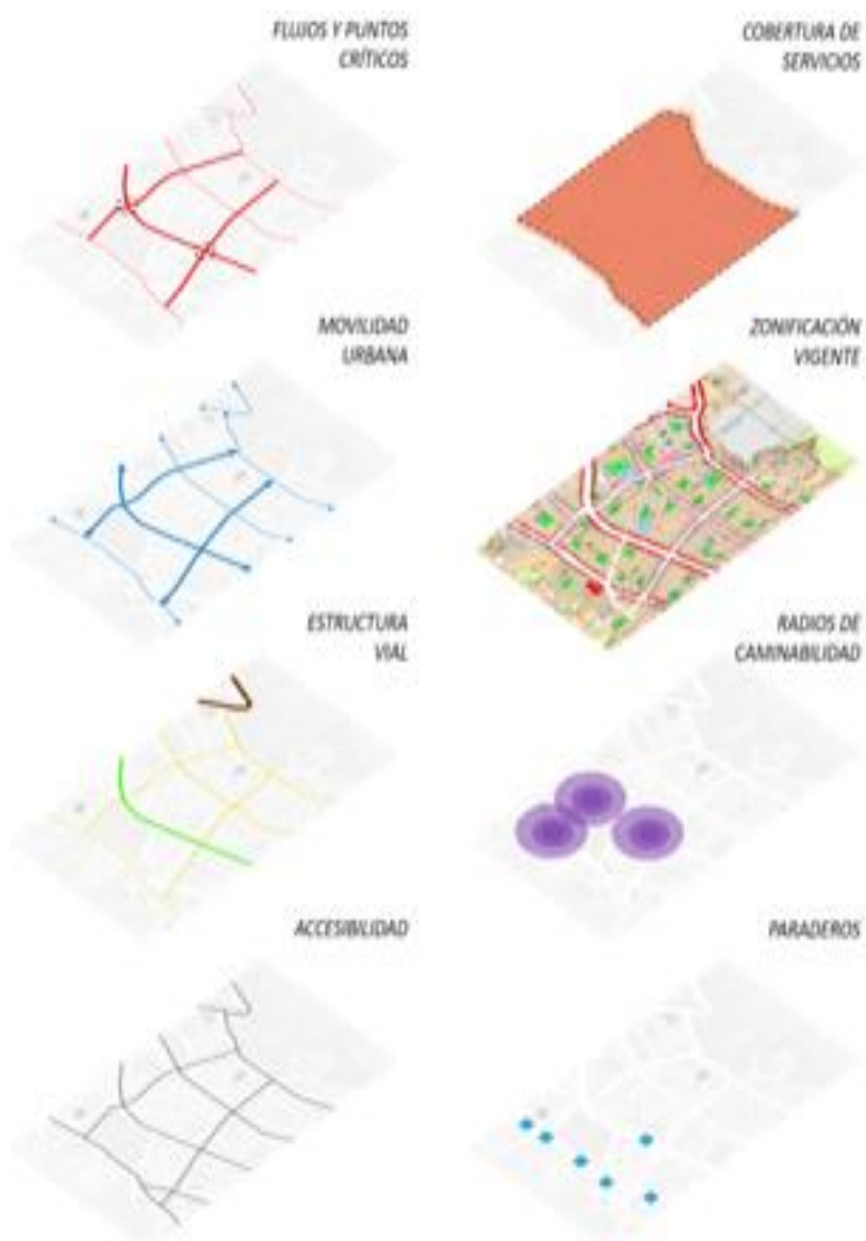 FLUJOS Y PUNTOS
CRÍTICOS
COBERTURA DE
SERVICIOS
MOVILIDAD
URBANA
ZONIFICACIÓN
VIGENTE
ESTRUCTURA
VIAL
RADIOS DE
CAMINABILIDAD
ACCESIBILIDAD
PARADEROS